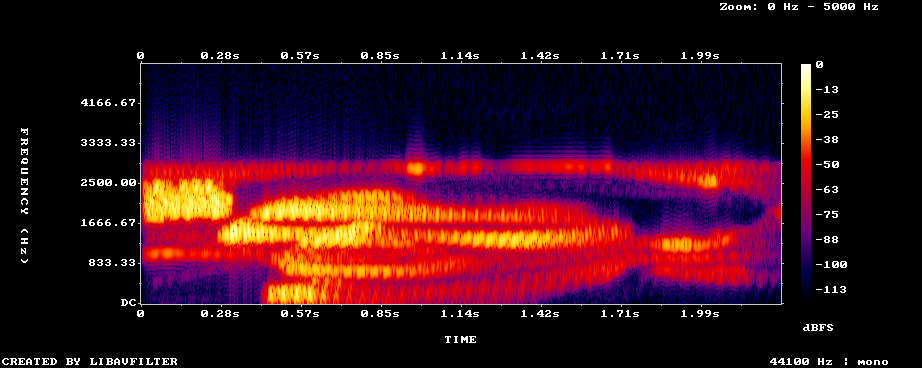 Zoom: 0 Hz - 5000 Hz
0 0.28s 0.57s 0.85s 1.14s 1.42s 1.71s 1.99s
0
4166.67 -13
-25
3333.33 -38
-50
2500.00 -63
1666.67 -75
-88
833.33 -100
-113
DC
0 0.28s 0.57s 0.85s 1.14s 1.42s 1.71s 1.99s
FREQUENCY (Hz)
dBFS
TIME
CREATED BY LIBAVFILTER 44100 Hz | mono